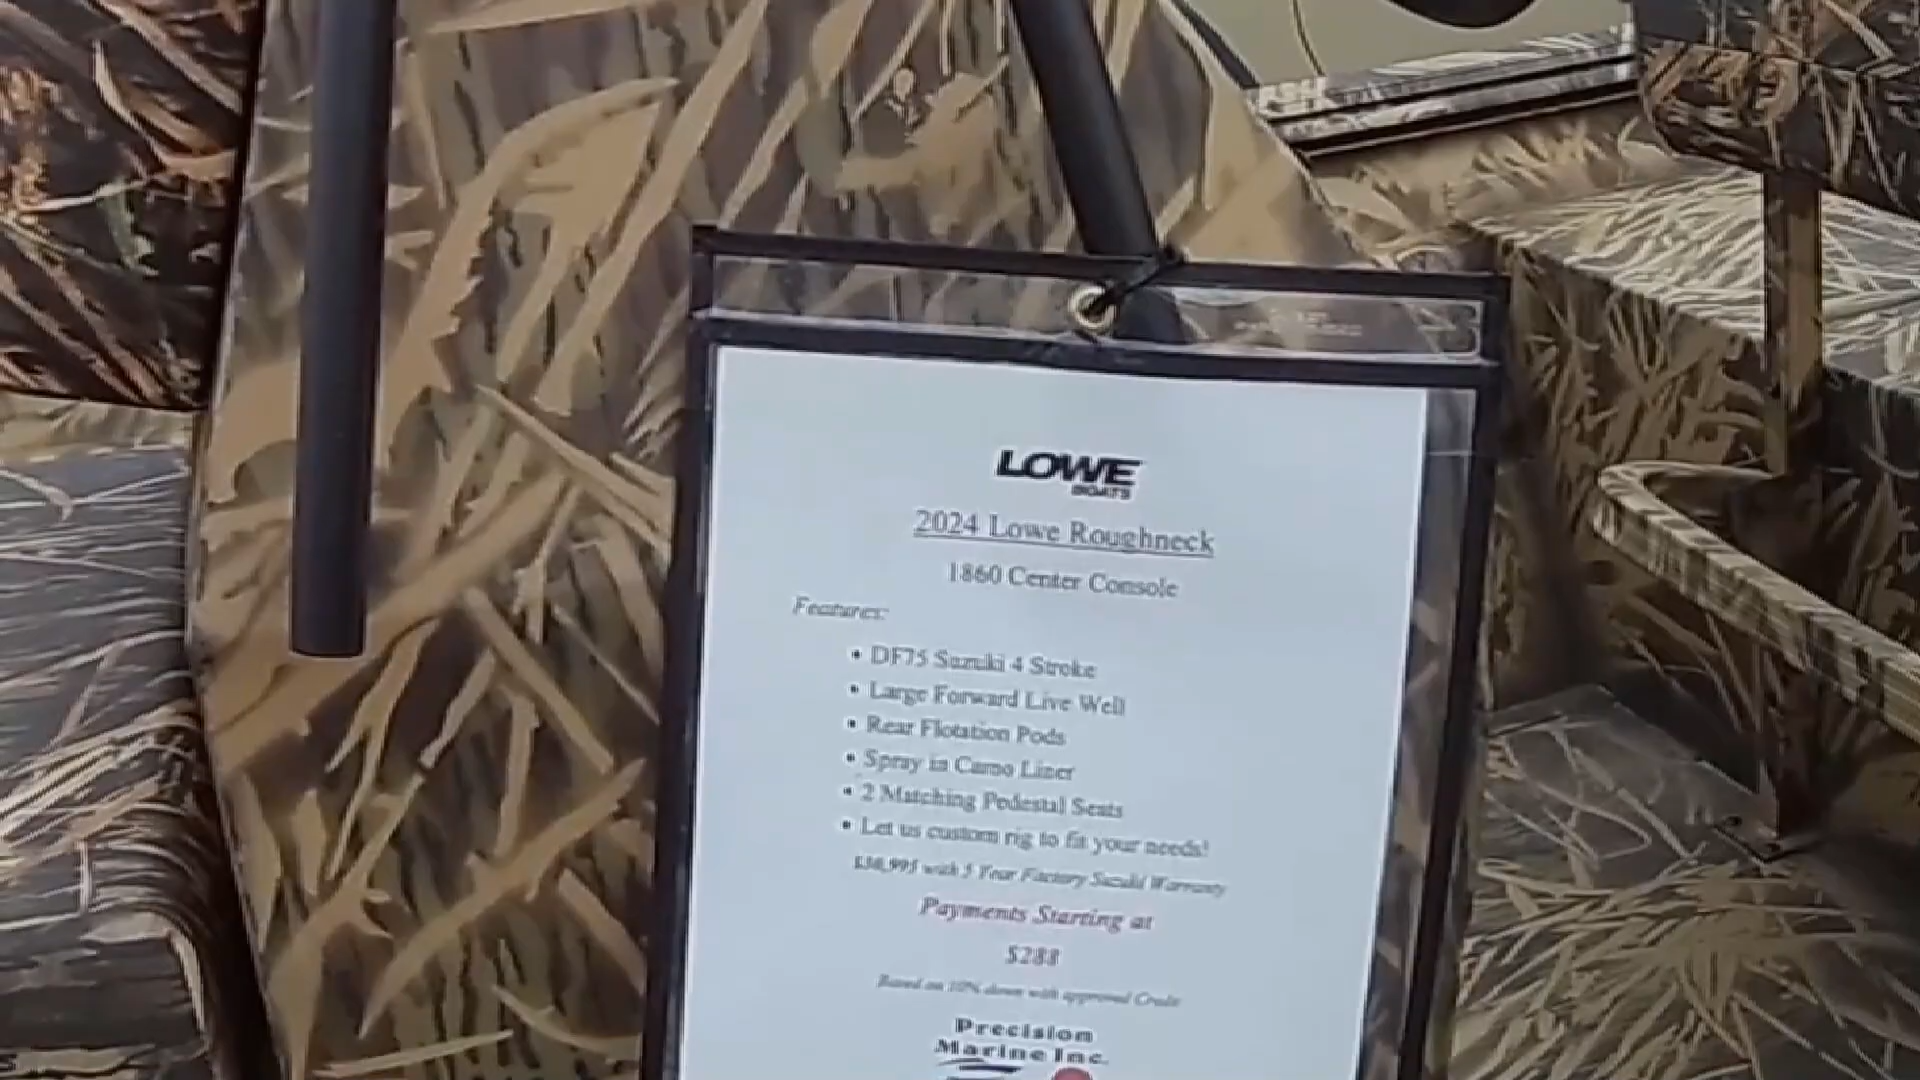 LOWE
BOATS
2024 Lowe Roughneck
1860 Center Console
Features:
• DF75 Suzuki 4 Stroke
• Large Forward Live Well
• Rear Flotation Pods
• Spray in Camo Liner
• 2 Matching Pedestal Seats
• Let us custom rig to fit your needs!
with 5 Year Factory Suzuki Warranty
Payments Starting at
$288
Based on 10% down with approved Credit
Precision
Marine Inc.